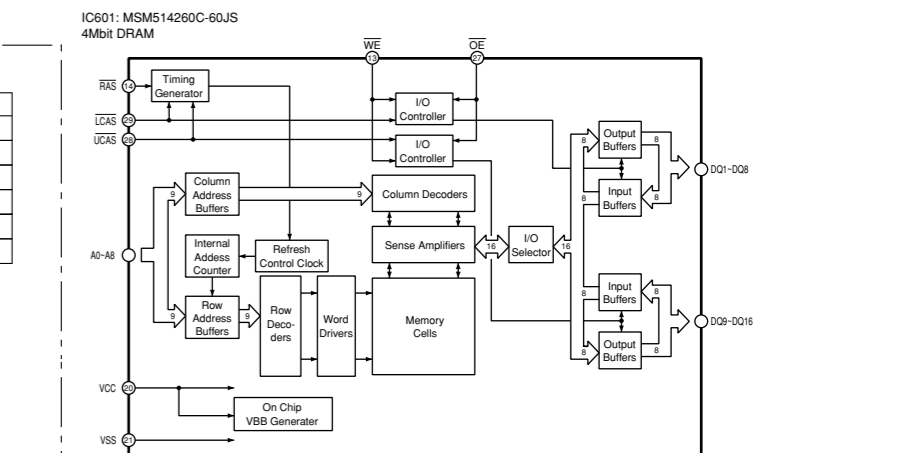 IC601: MSM514260C-60JS
4Mbit DRAM
WE
OE
13
27
RAS
14
Timing
Generator
I/O
Controller
LCAS
29
UCAS
28
I/O
Controller
Output
Buffers
8
8
DQ1~DQ8
Input
Buffers
8
8
Column
Address
Buffers
9
9
Column Decoders
A0~A8
Internal
Addess
Counter
Refresh
Control Clock
Sense Amplifiers
16
I/O
Selector
16
Row
Address
Buffers
9
9
Row
Deco-
ders
Word
Drivers
Memory
Cells
Input
Buffers
8
8
DQ9~DQ16
Output
Buffers
8
8
VCC
20
On Chip
VBB Generater
VSS
21